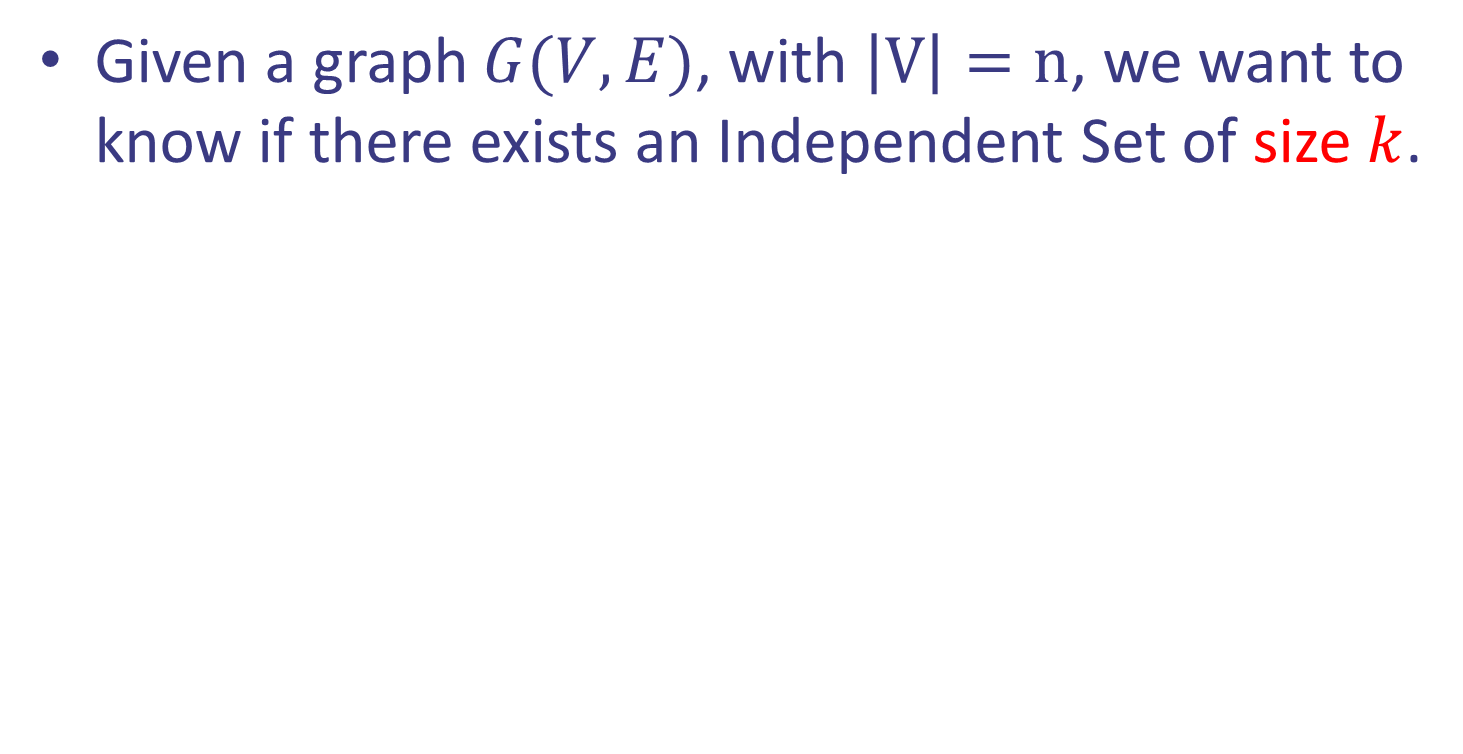 • Given a graph G(V, E), with |V| = n, we want to
know if there exists an Independent Set of size k.